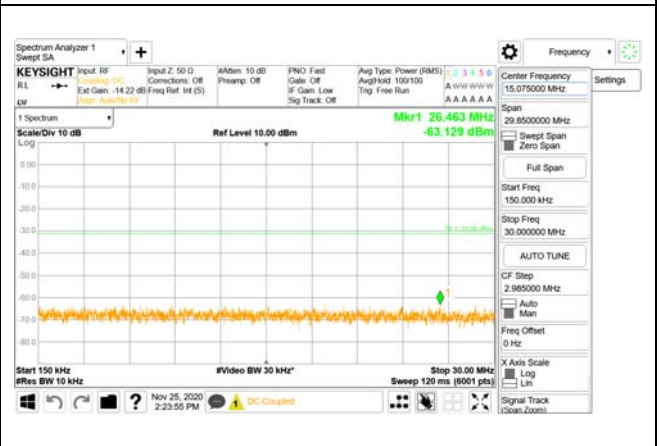 Spectrum Analyzer 1
Swept SA
+
Frequency
KEYSIGHT
RL
Input: RF
Coupling: DC
Ext Gain: -14.22 dB
Align: Auto/No RF
Input Z: 50 Ω
Corrections: Off
Freq Ref: Int (S)
#Atten: 10 dB
Preamp: Off
PNO: Fast
Gate: Off
IF Gain: Low
Sig Track: Off
Avg Type: Power (RMS)
Avg|Hold: 100/100
Trig: Free Run
1 2 3 4 5 6
A W W W W W
A A A A A A
1 Spectrum
Scale/Div 10 dB
Log
Ref Level 10.00 dBm
Mkr1 26.463 MHz
-63.129 dBm
0.00
-10.0
-20.0
-30.0
-40.0
-50.0
-60.0
-70.0
-80.0
1
Start 150 kHz
#Res BW 10 kHz
#Video BW 30 kHz*
Stop 30.00 MHz
Sweep 120 ms (6001 pts)
Nov 25, 2020
2:23:55 PM
DC Coupled
Settings
Center Frequency
15.075000 MHz
Span
29.8500000 MHz
Swept Span
Zero Span
Full Span
Start Freq
150.000 kHz
Stop Freq
30.000000 MHz
AUTO TUNE
CF Step
2.985000 MHz
Auto
Man
Freq Offset
0 Hz
X Axis Scale
Log
Lin
Signal Track
(Span Zoom)